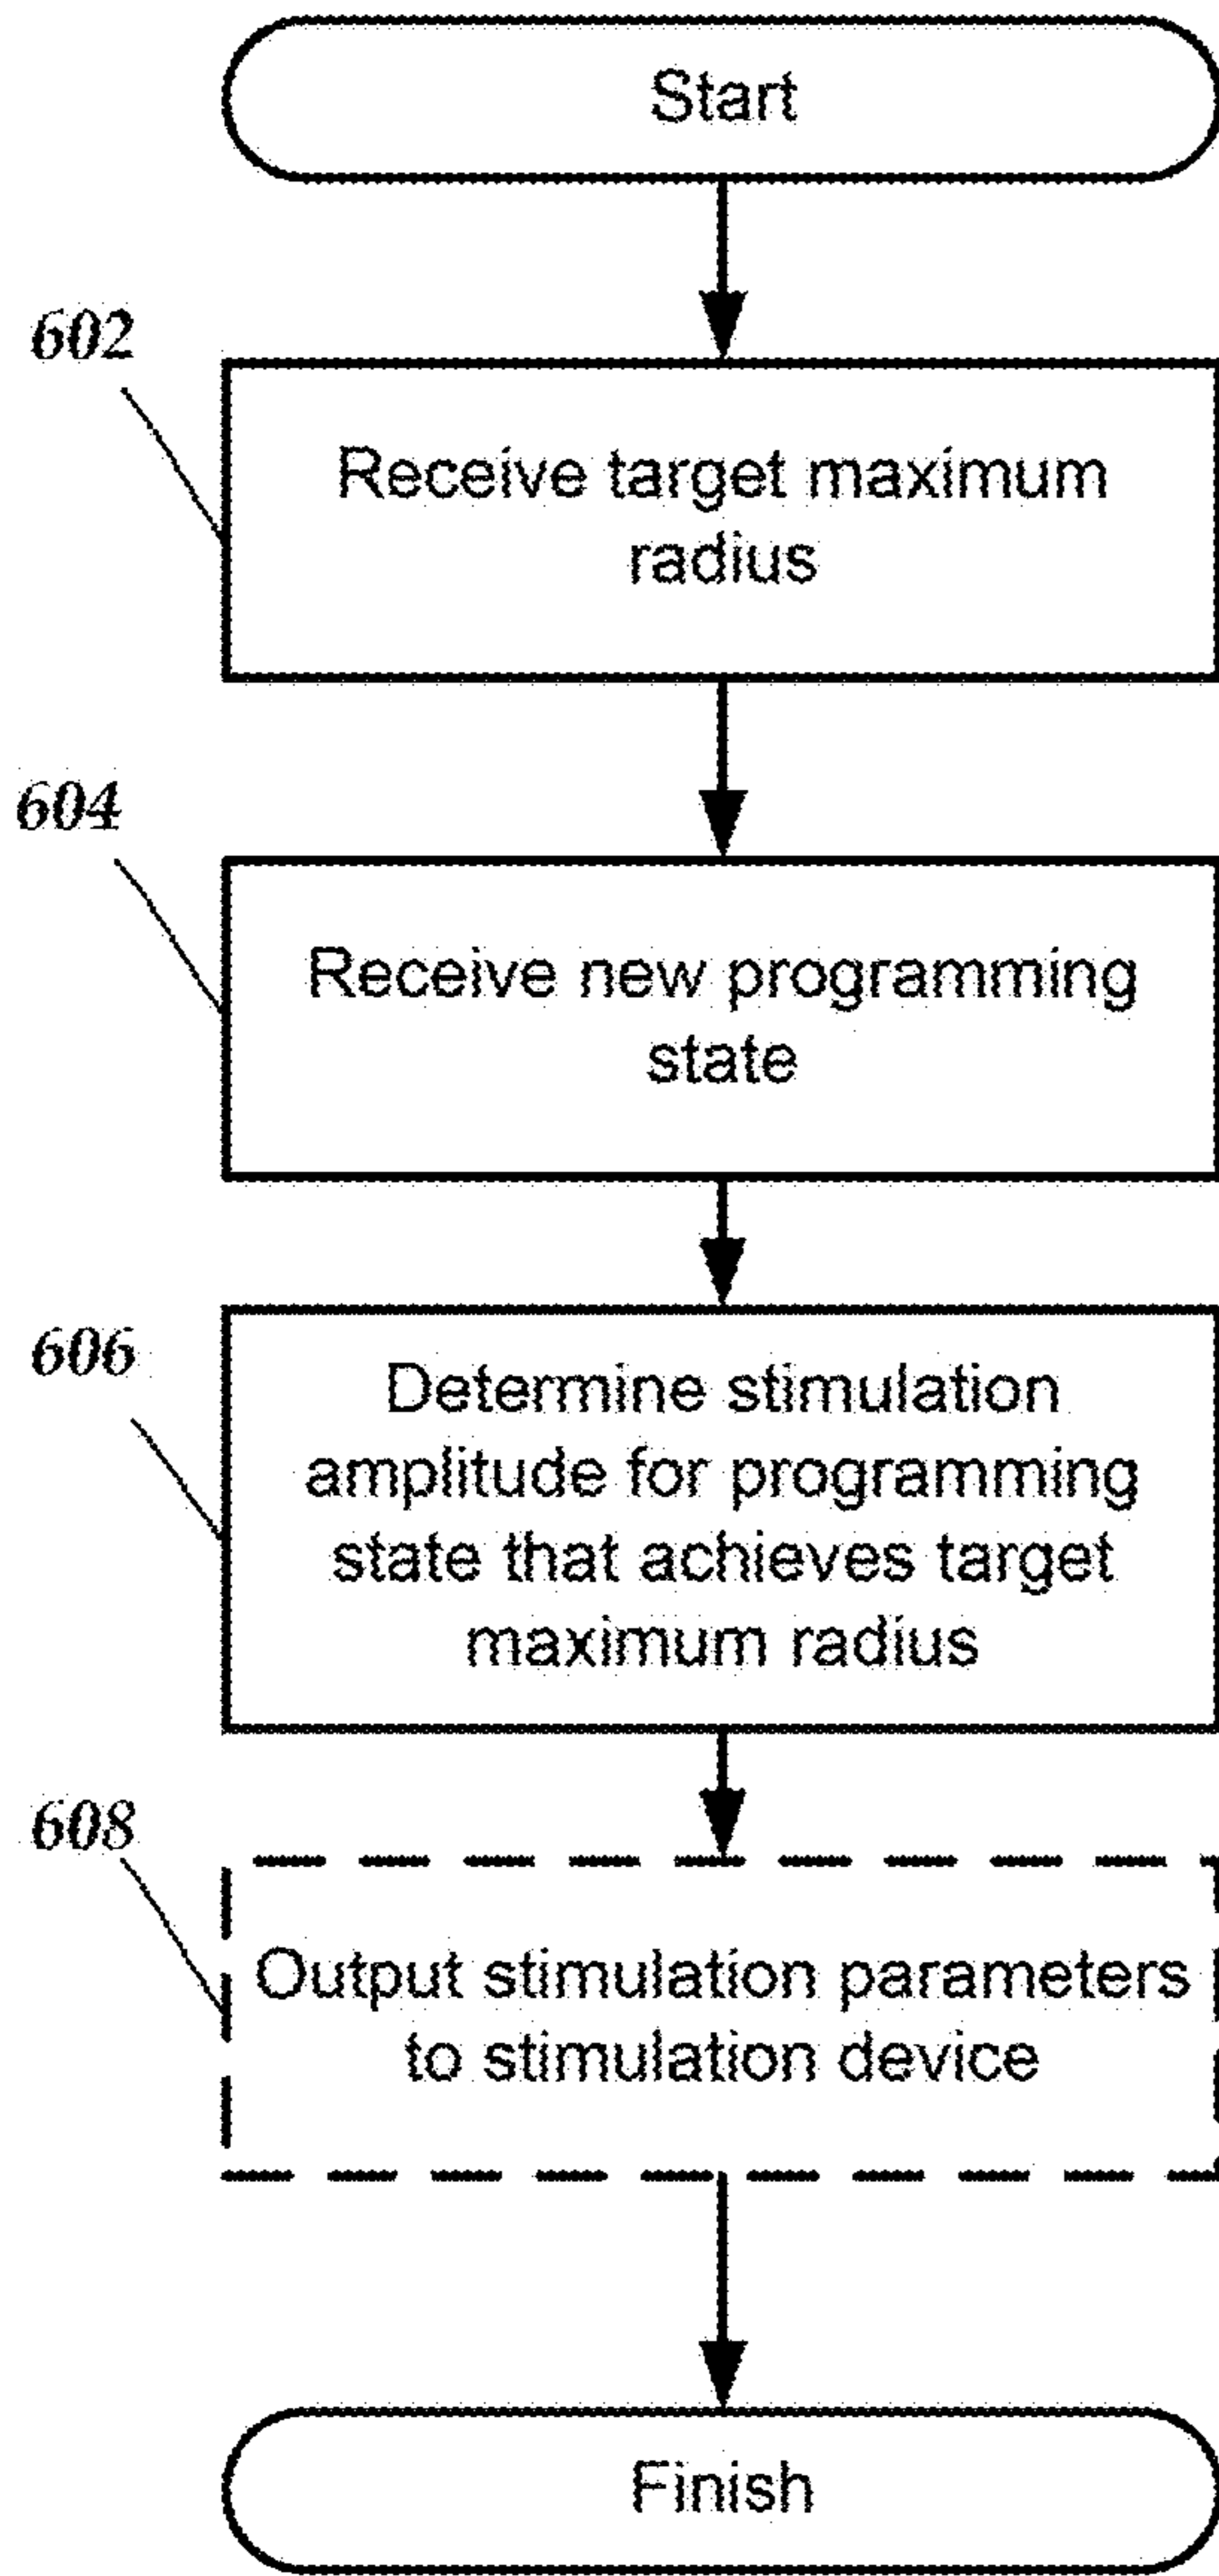 Start
602
Receive target maximum
radius
604
Receive new programming
state
606
Determine stimulation
amplitude for programming
state that achieves target
maximum radius
608
Output stimulation parameters
to stimulation device
Finish